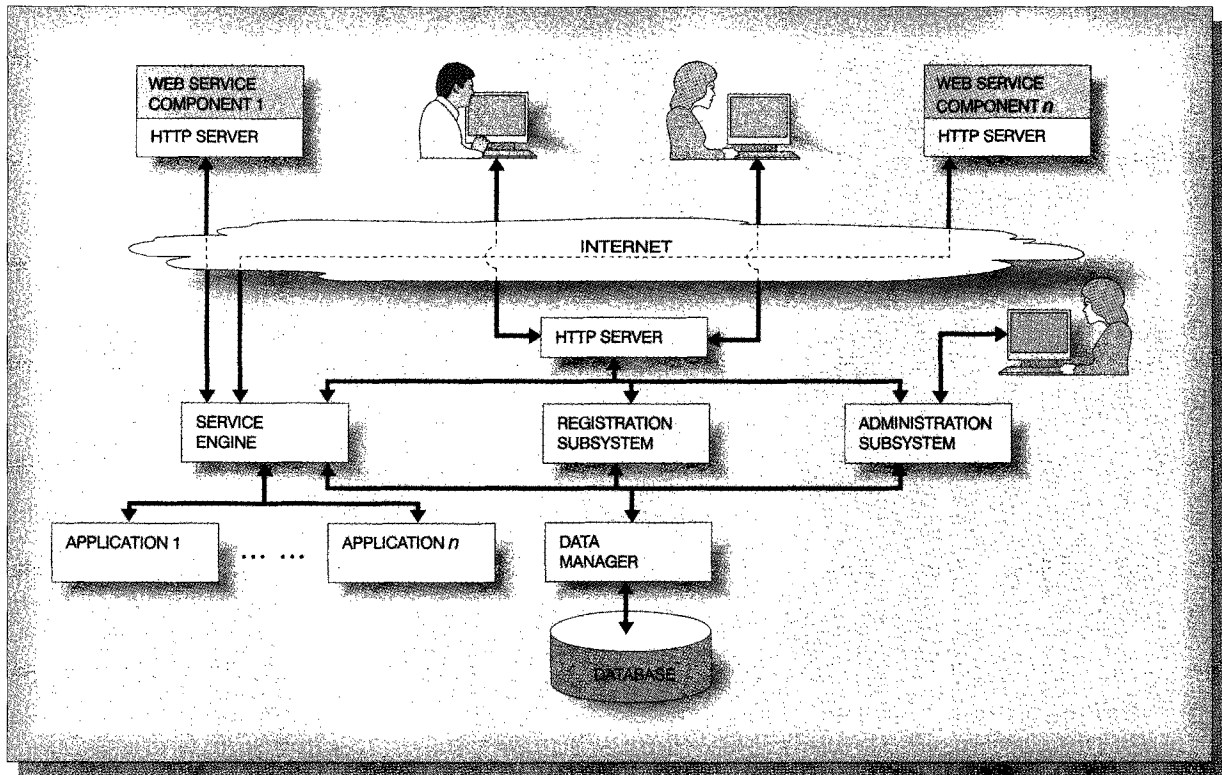 WEB SERVICE
COMPONENT 1
HTTP SERVER
WEB SERVICE
COMPONENT n
HTTP SERVER
INTERNET
HTTP SERVER
SERVICE
ENGINE
REGISTRATION
SUBSYSTEM
ADMINISTRATION
SUBSYSTEM
APPLICATION 1
... ...
APPLICATION n
DATA
MANAGER
DATABASE